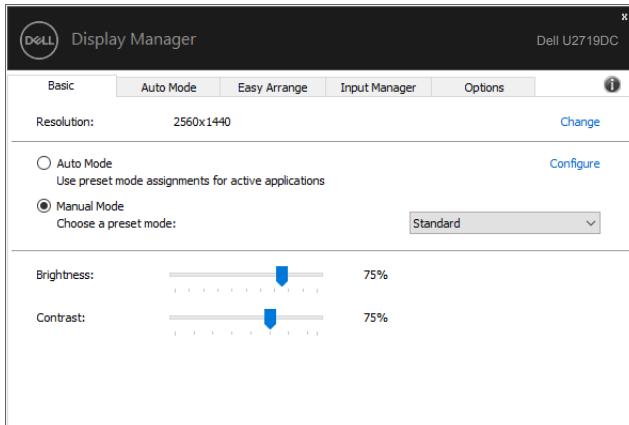 x
DELL Display Manager
Dell U2719DC
Basic Auto Mode Easy Arrange Input Manager Options i
Resolution: 2560x1440 Change
Auto Mode Configure
Use preset mode assignments for active applications
Manual Mode
Choose a preset mode: Standard
Brightness: 75%
Contrast: 75%